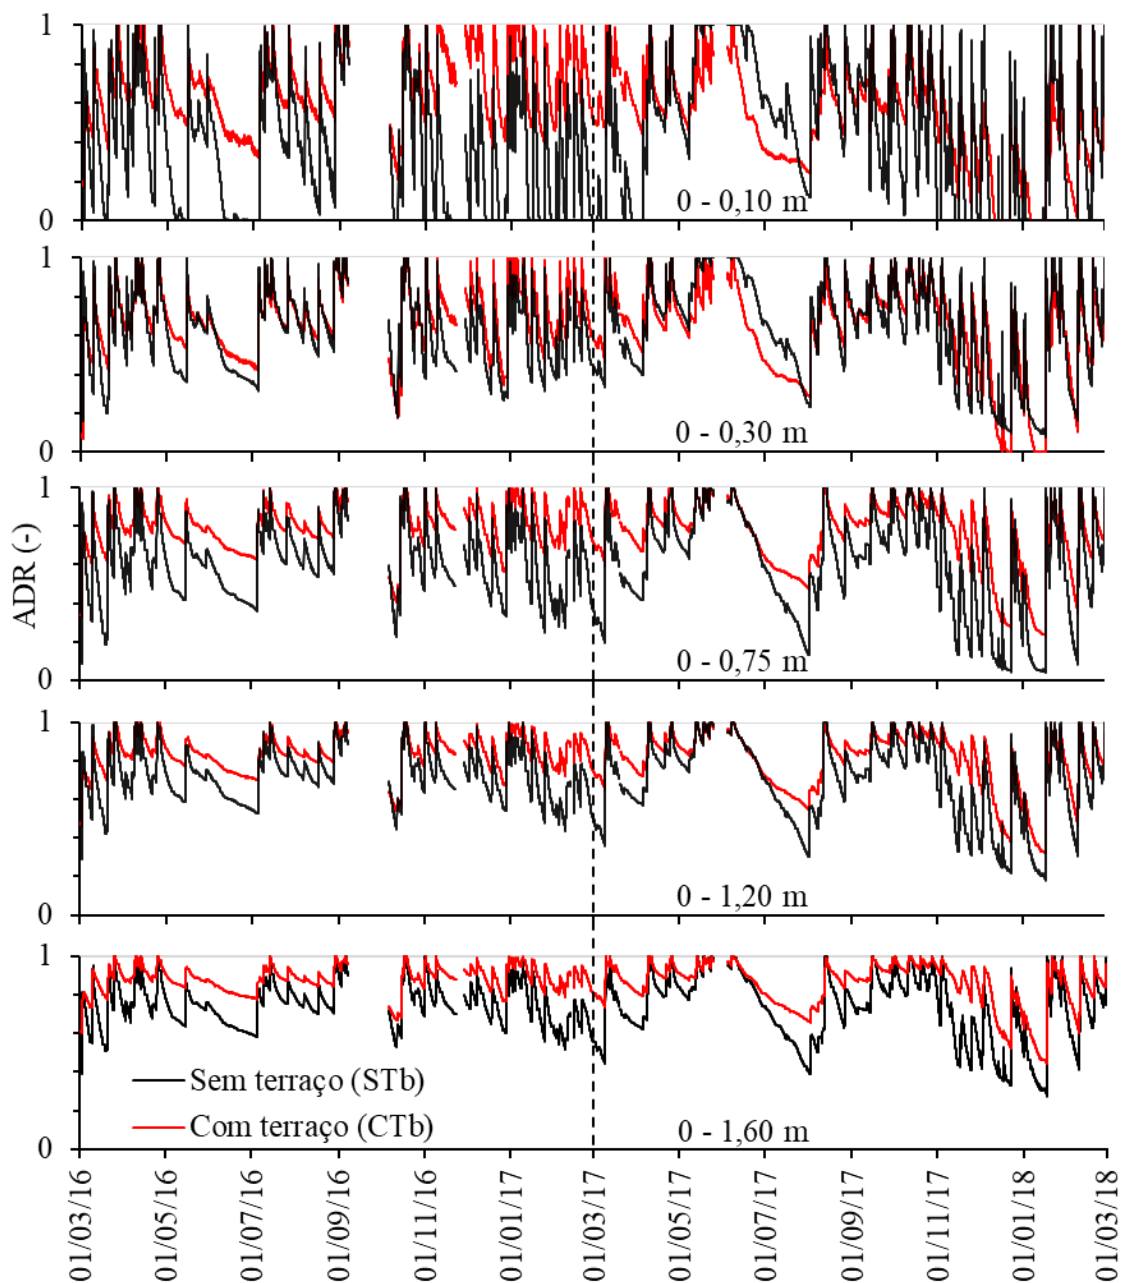 1
0 - 0,10 m
0
1
0 - 0,30 m
0
1
ADR (-)
0 - 0,75 m
0
1
0 - 1,20 m
0
1
Sem terraço (STb)
Com terraço (CTb)
0 - 1,60 m
0
01/03/16
01/05/16
01/07/16
01/09/16
01/11/16
01/01/17
01/03/17
01/05/17
01/07/17
01/09/17
01/11/17
01/01/18
01/03/18